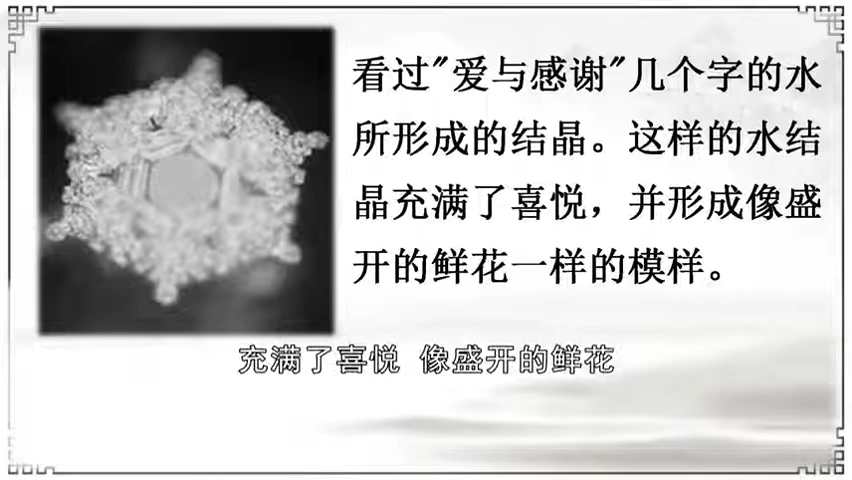 看过"爱与感谢"几个字的水
所形成的结晶。这样的水结
晶充满了喜悦，并形成像盛
开的鲜花一样的模样。
充满了喜悦 像盛开的鲜花